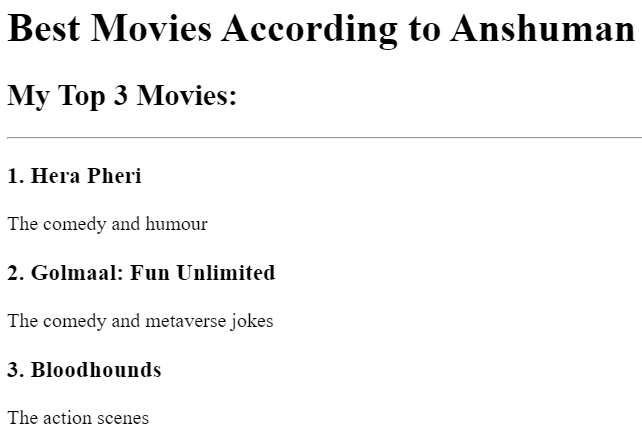 Best Movies According to Anshuman
My Top 3 Movies:
1. Hera Pheri
The comedy and humour
2. Golmaal: Fun Unlimited
The comedy and metaverse jokes
3. Bloodhounds
The action scenes